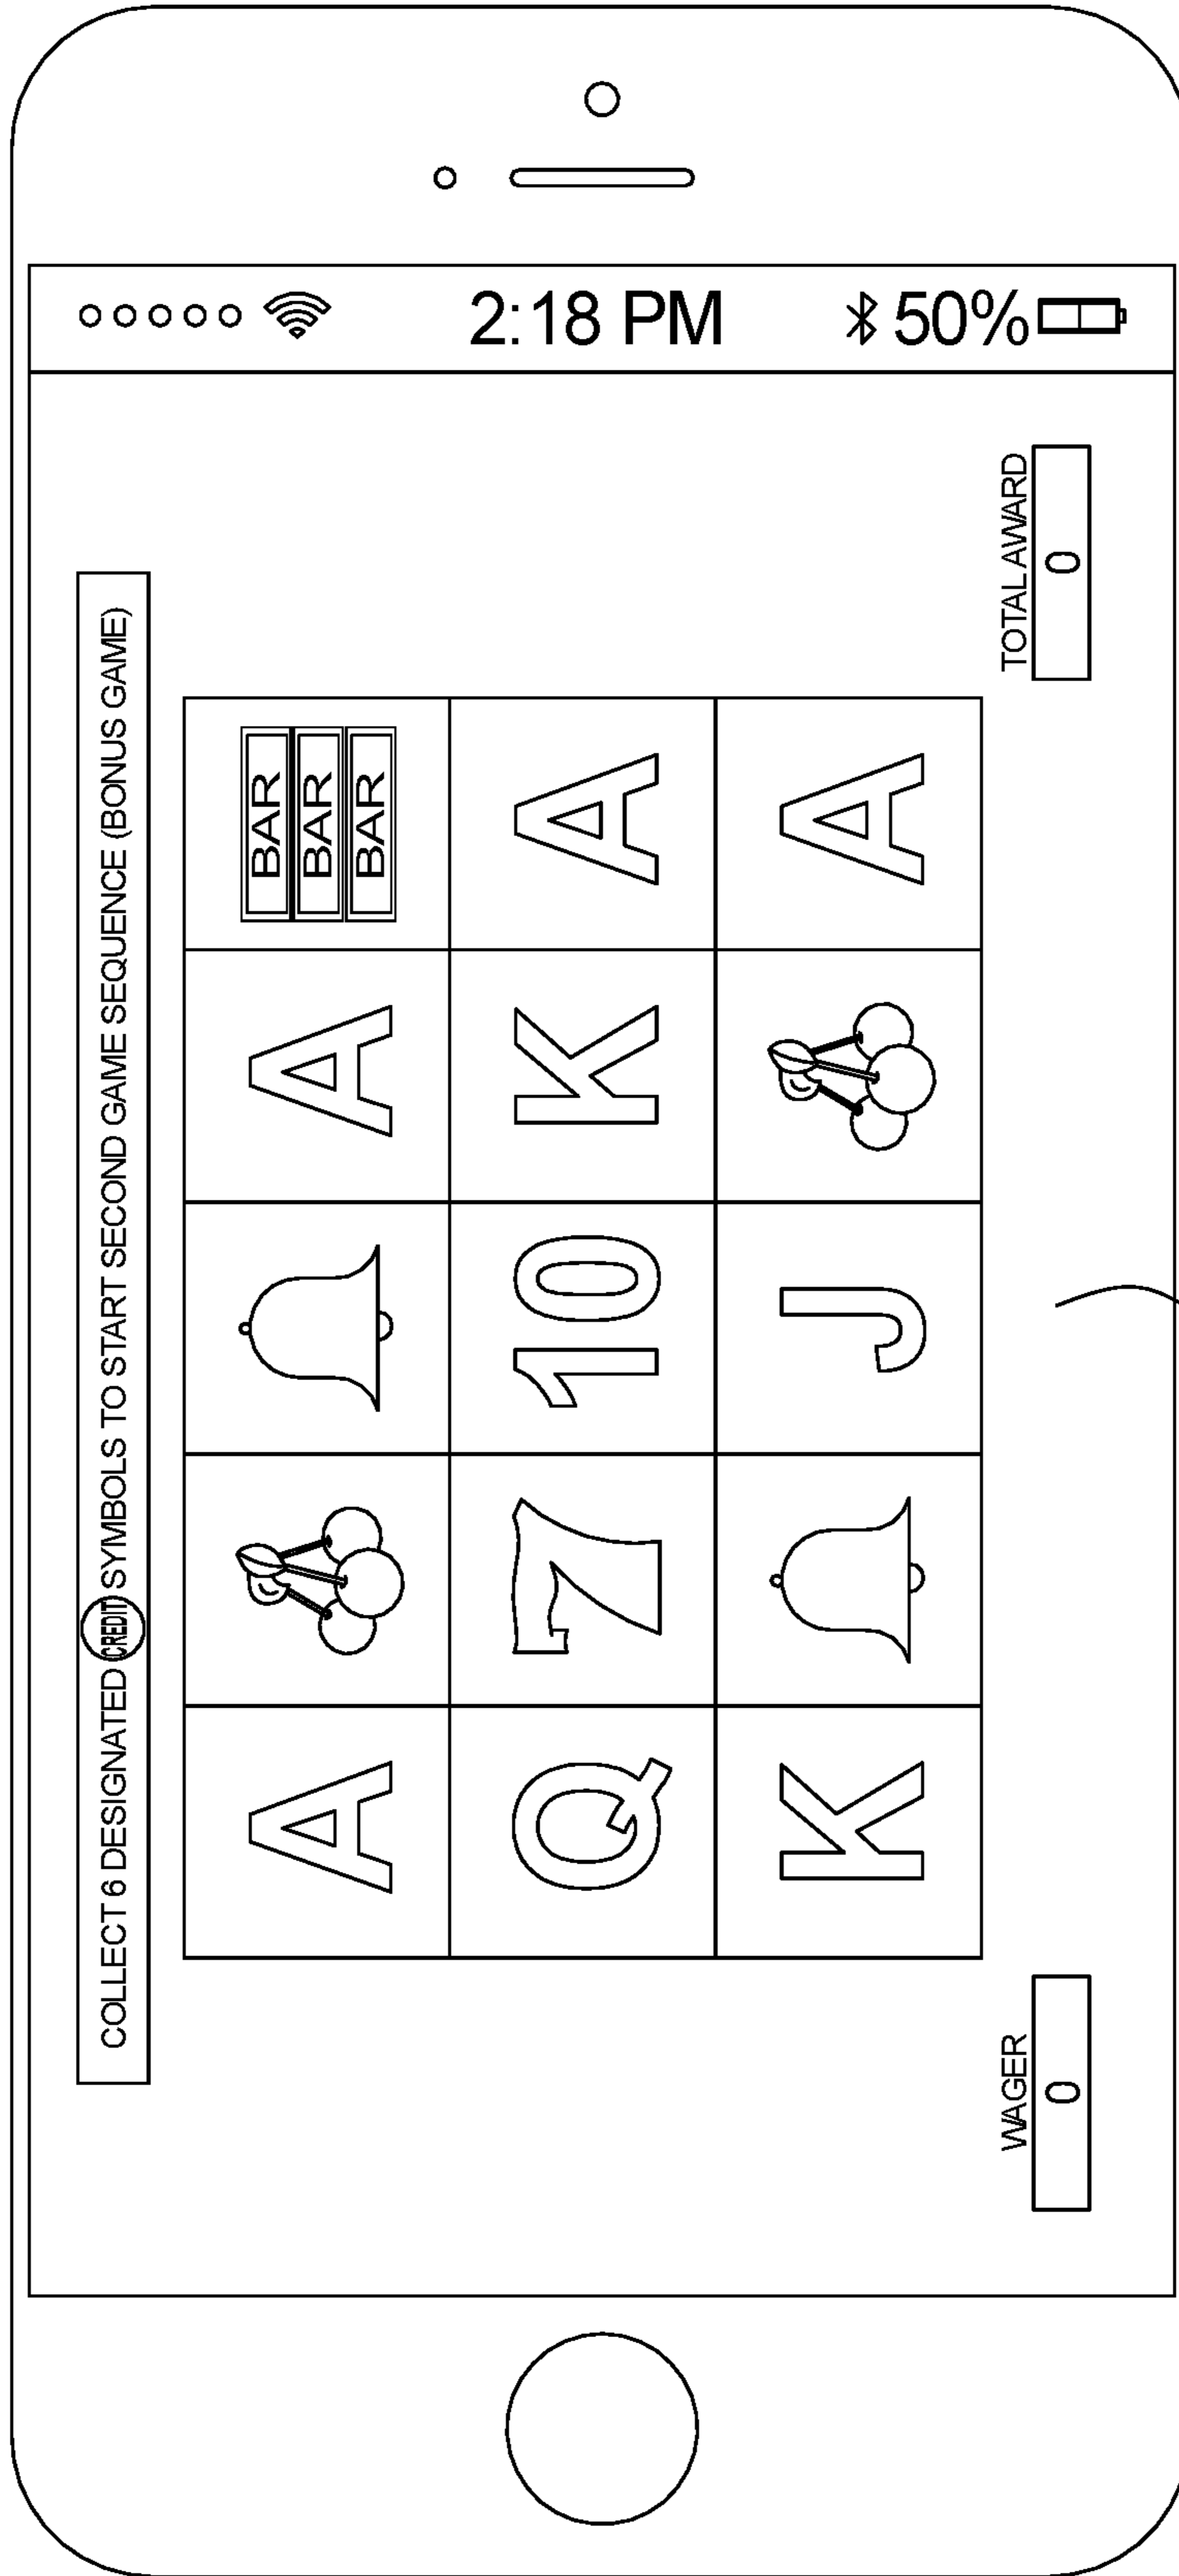 2:18 PM
50%
COLLECT 6 DESIGNATED CREDIT SYMBOLS TO START SECOND GAME SEQUENCE (BONUS GAME)
A
A
BAR
BAR
BAR
Q
7
10
K
A
K
J
A
WAGER
0
TOTAL AWARD
0